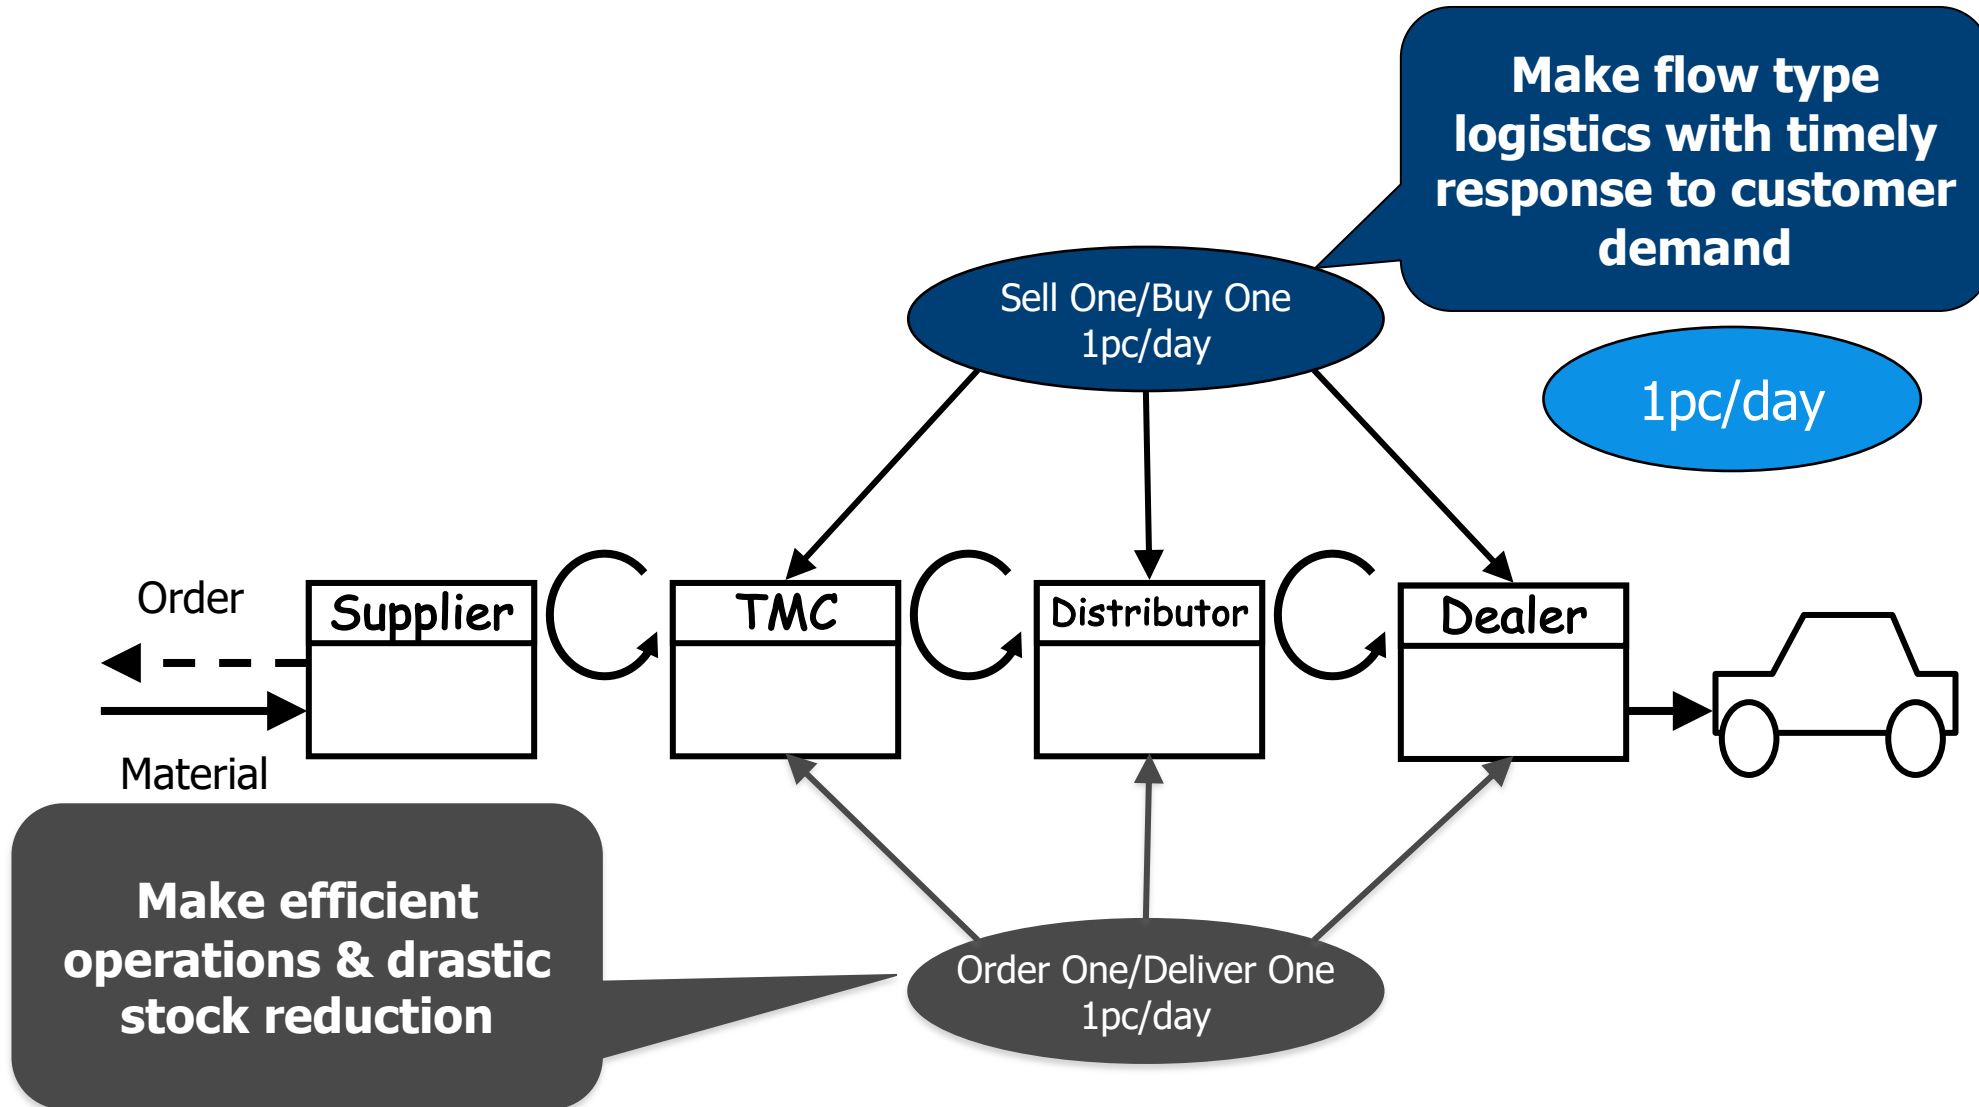 Make flow type
logistics with timely
response to customer
demand
Sell One/Buy One
1pc/day
1pc/day
Order
Supplier
TMC
Distributor
Dealer
Material
Make efficient
operations & drastic
stock reduction
Order One/Deliver One
1pc/day